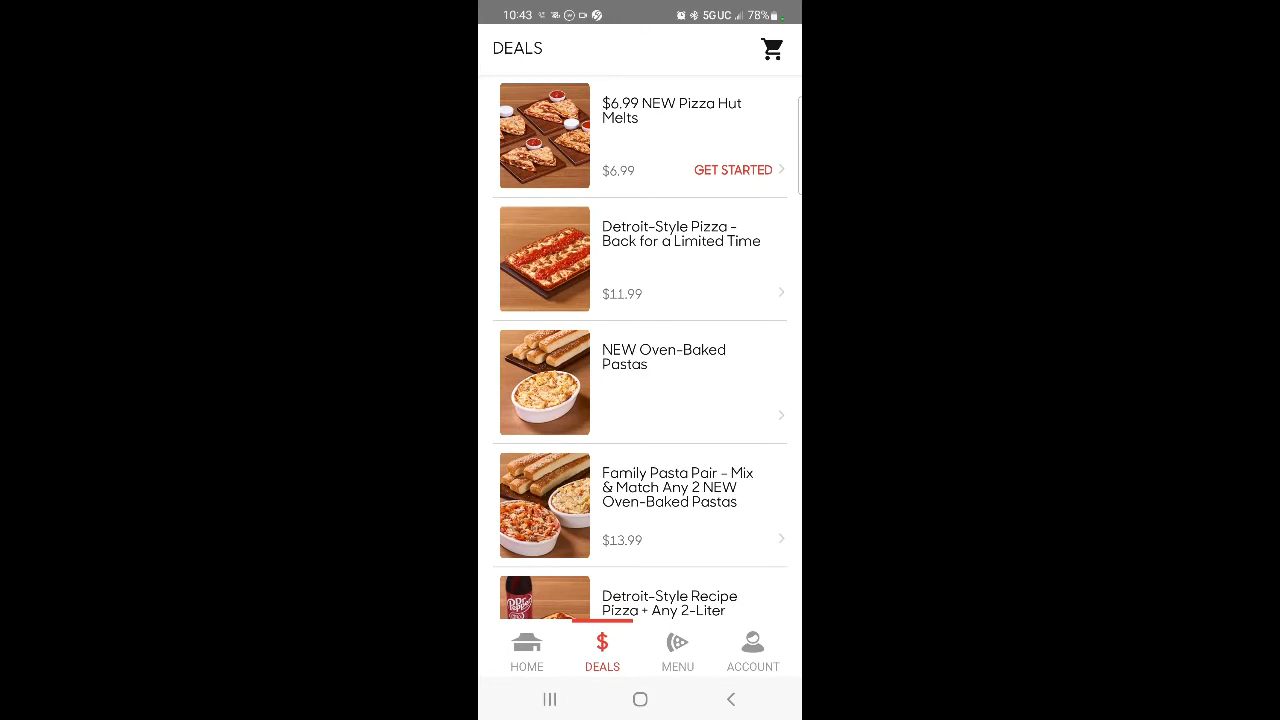 10:43
5GUC 78%
DEALS
$6.99 NEW Pizza Hut
Melts
$6.99
GET STARTED
Detroit-Style Pizza -
Back for a Limited Time
$11.99
NEW Oven-Baked
Pastas
Family Pasta Pair - Mix
& Match Any 2 NEW
Oven-Baked Pastas
$13.99
Dr Pepper
Detroit-Style Recipe
Pizza + Any 2-Liter
HOME
DEALS
MENU
ACCOUNT